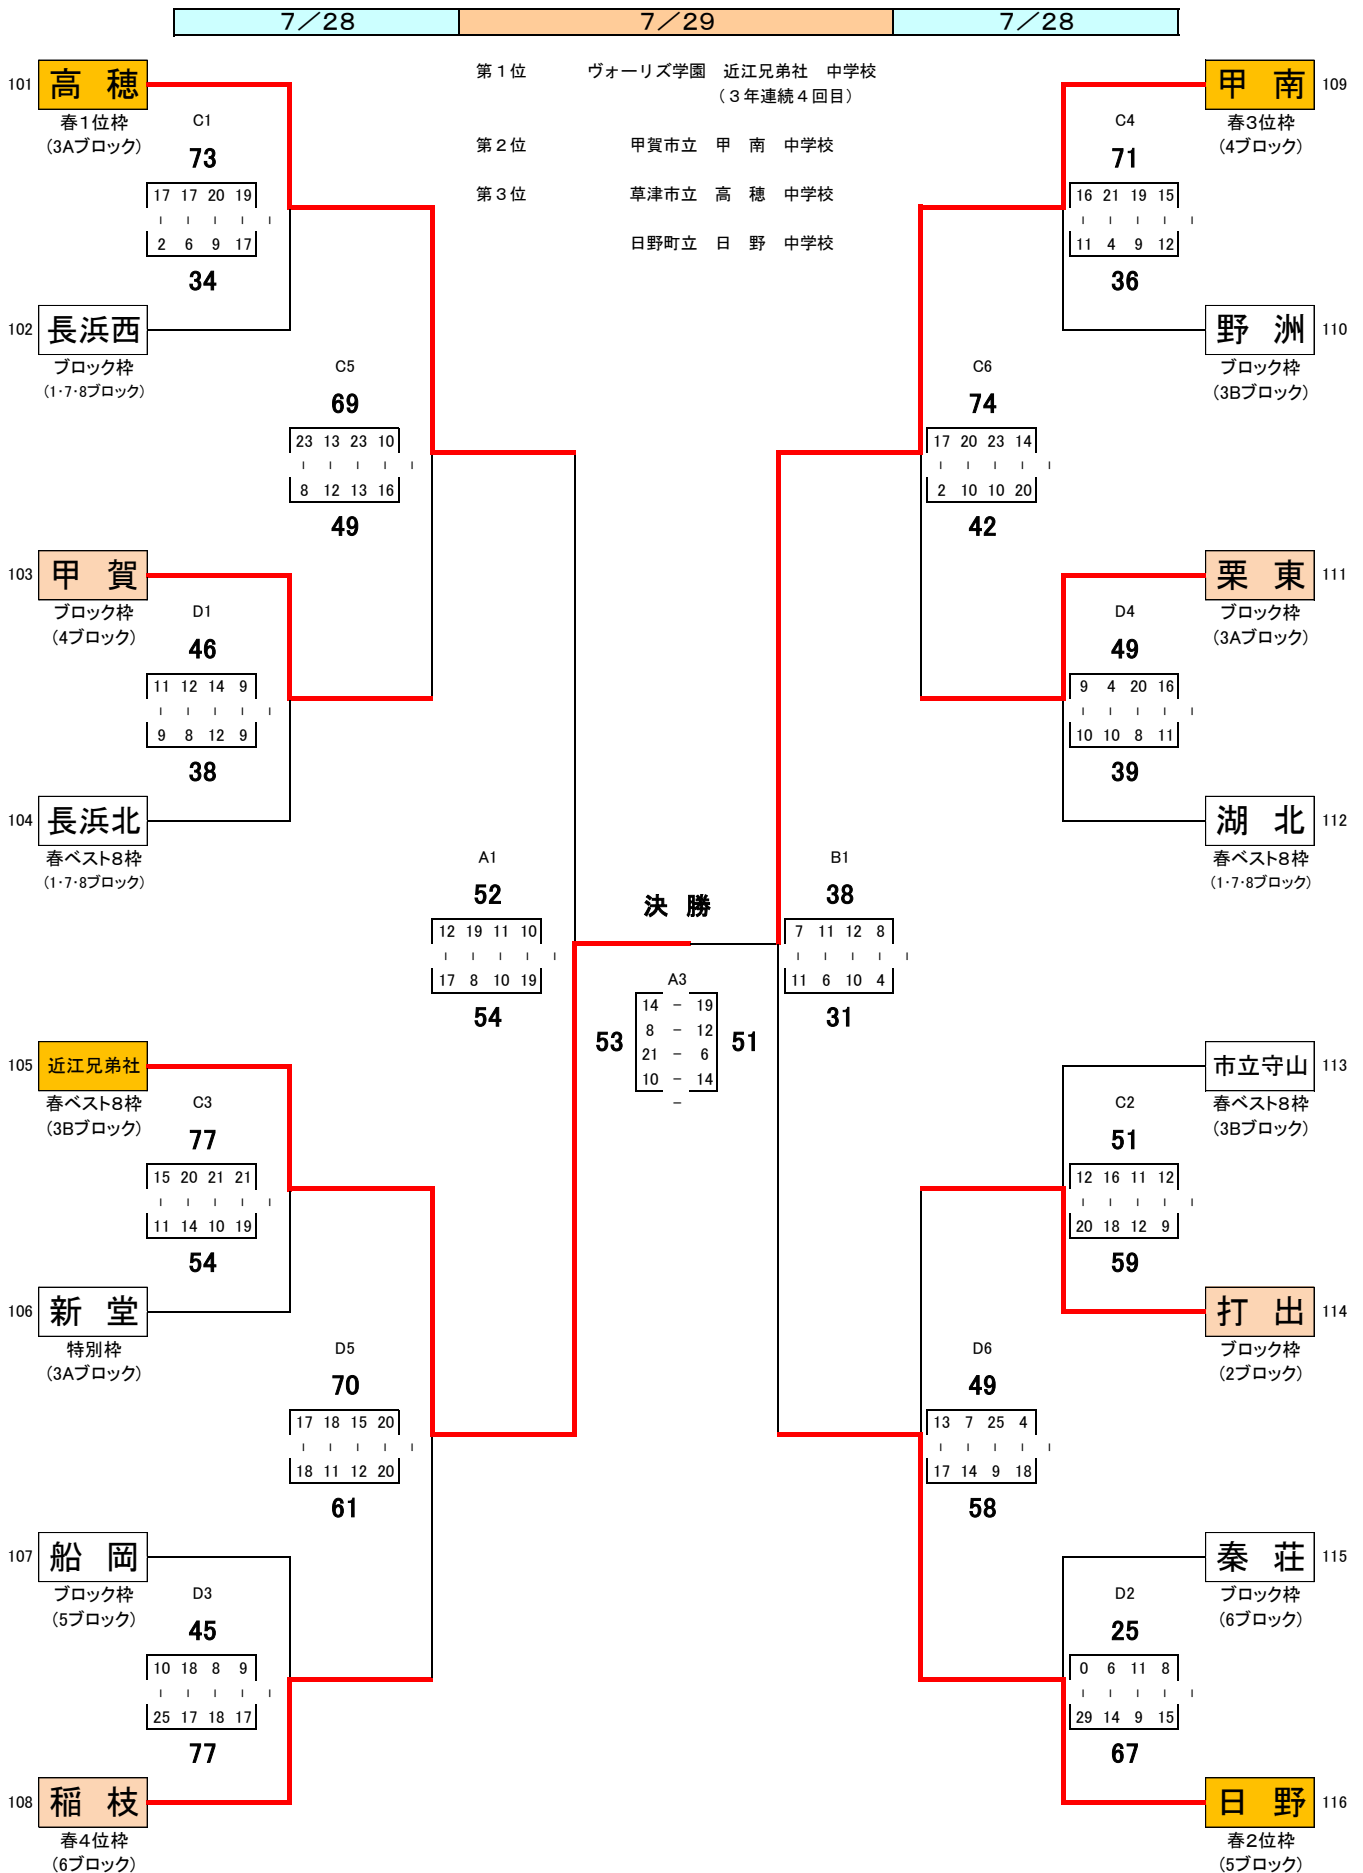 7／28 7／29 7／28
第１位 ヴォーリズ学園 近江兄弟社 中学校
（３年連続４回目）
第２位 甲賀市立 甲 南 中学校
第３位 草津市立 高 穂 中学校
日野町立 日 野 中学校
101 高 穂
春1位枠
(3Aブロック)
C1
73
17 17 20 19
2 6 9 17
34
102 長浜西
ブロック枠
(1･7･8ブロック)
C5
69
23 13 23 10
8 12 13 16
49
103 甲 賀
ブロック枠
(4ブロック)
D1
46
11 12 14 9
9 8 12 9
38
104 長浜北
春ベスト8枠
(1･7･8ブロック)
A1
52
12 19 11 10
17 8 10 19
54
105 近江兄弟社
春ベスト8枠
(3Bブロック)
C3
77
15 20 21 21
11 14 10 19
54
106 新 堂
特別枠
(3Aブロック)
D5
70
17 18 15 20
18 11 12 20
61
107 船 岡
ブロック枠
(5ブロック)
D3
45
10 18 8 9
25 17 18 17
77
108 稲 枝
春4位枠
(6ブロック)
決 勝
A3
53 51
14 － 19
8 － 12
21 － 6
10 － 14
－
甲 南 109
春3位枠
(4ブロック)
C4
71
16 21 19 15
11 4 9 12
36
野 洲 110
ブロック枠
(3Bブロック)
C6
74
17 20 23 14
2 10 10 20
42
栗 東 111
ブロック枠
(3Aブロック)
D4
49
9 4 20 16
10 10 8 11
39
湖 北 112
春ベスト8枠
(1･7･8ブロック)
B1
38
7 11 12 8
11 6 10 4
31
市立守山 113
春ベスト8枠
(3Bブロック)
C2
51
12 16 11 12
20 18 12 9
59
打 出 114
ブロック枠
(2ブロック)
D6
49
13 7 25 4
17 14 9 18
58
秦 荘 115
ブロック枠
(6ブロック)
D2
25
0 6 11 8
29 14 9 15
67
日 野 116
春2位枠
(5ブロック)